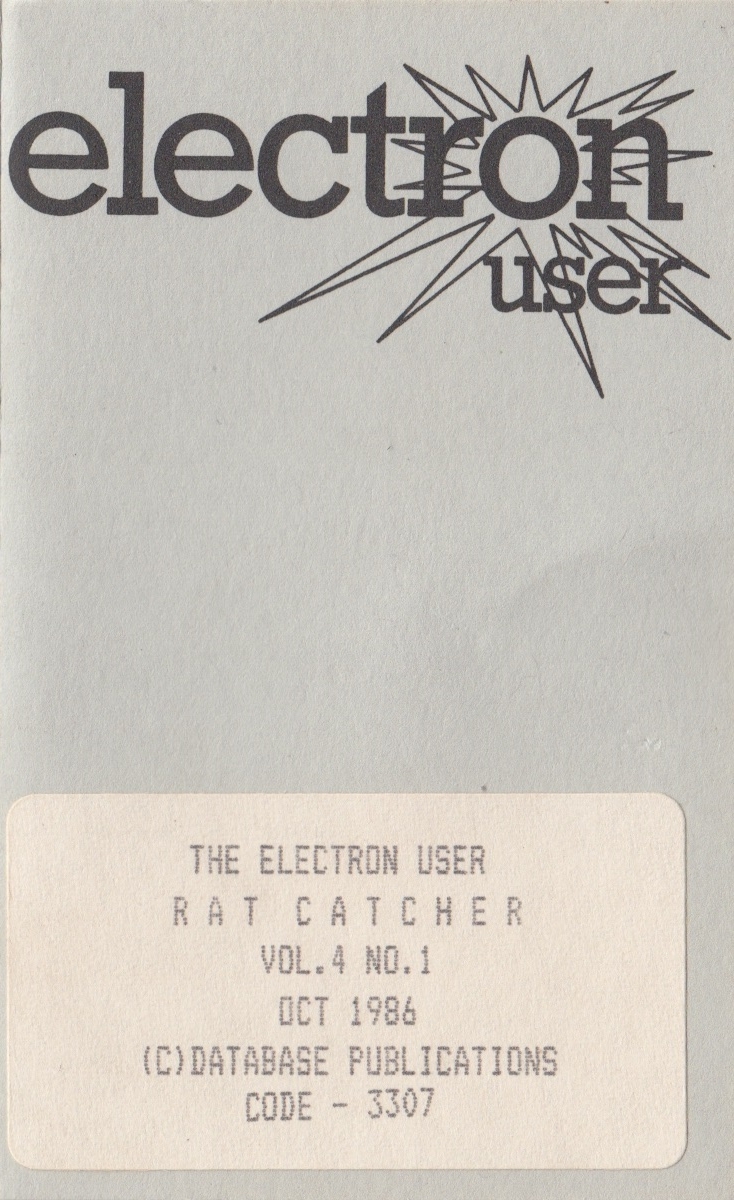 electron
user
THE ELECTRON USER
RAT CATCHER
VOL.4 NO.1
OCT 1986
(C)DATABASE PUBLICATIONS
CODE - 3307